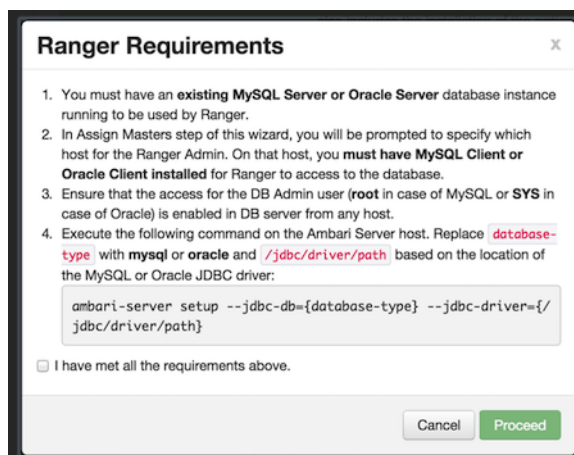 Ranger Requirements
x
1. You must have an existing MySQL Server or Oracle Server database instance
running to be used by Ranger.
2. In Assign Masters step of this wizard, you will be prompted to specify which
host for the Ranger Admin. On that host, you must have MySQL Client or
Oracle Client installed for Ranger to access to the database.
3. Ensure that the access for the DB Admin user (root in case of MySQL or SYS in
case of Oracle) is enabled in DB server from any host.
4. Execute the following command on the Ambari Server host. Replace database-
type with mysql or oracle and /jdbc/driver/path based on the location
of the MySQL or Oracle JDBC driver:
ambari-server setup --jdbc-db={database-type} --jdbc-driver={/
jdbc/driver/path}
I have met all the requirements above.
Cancel Proceed